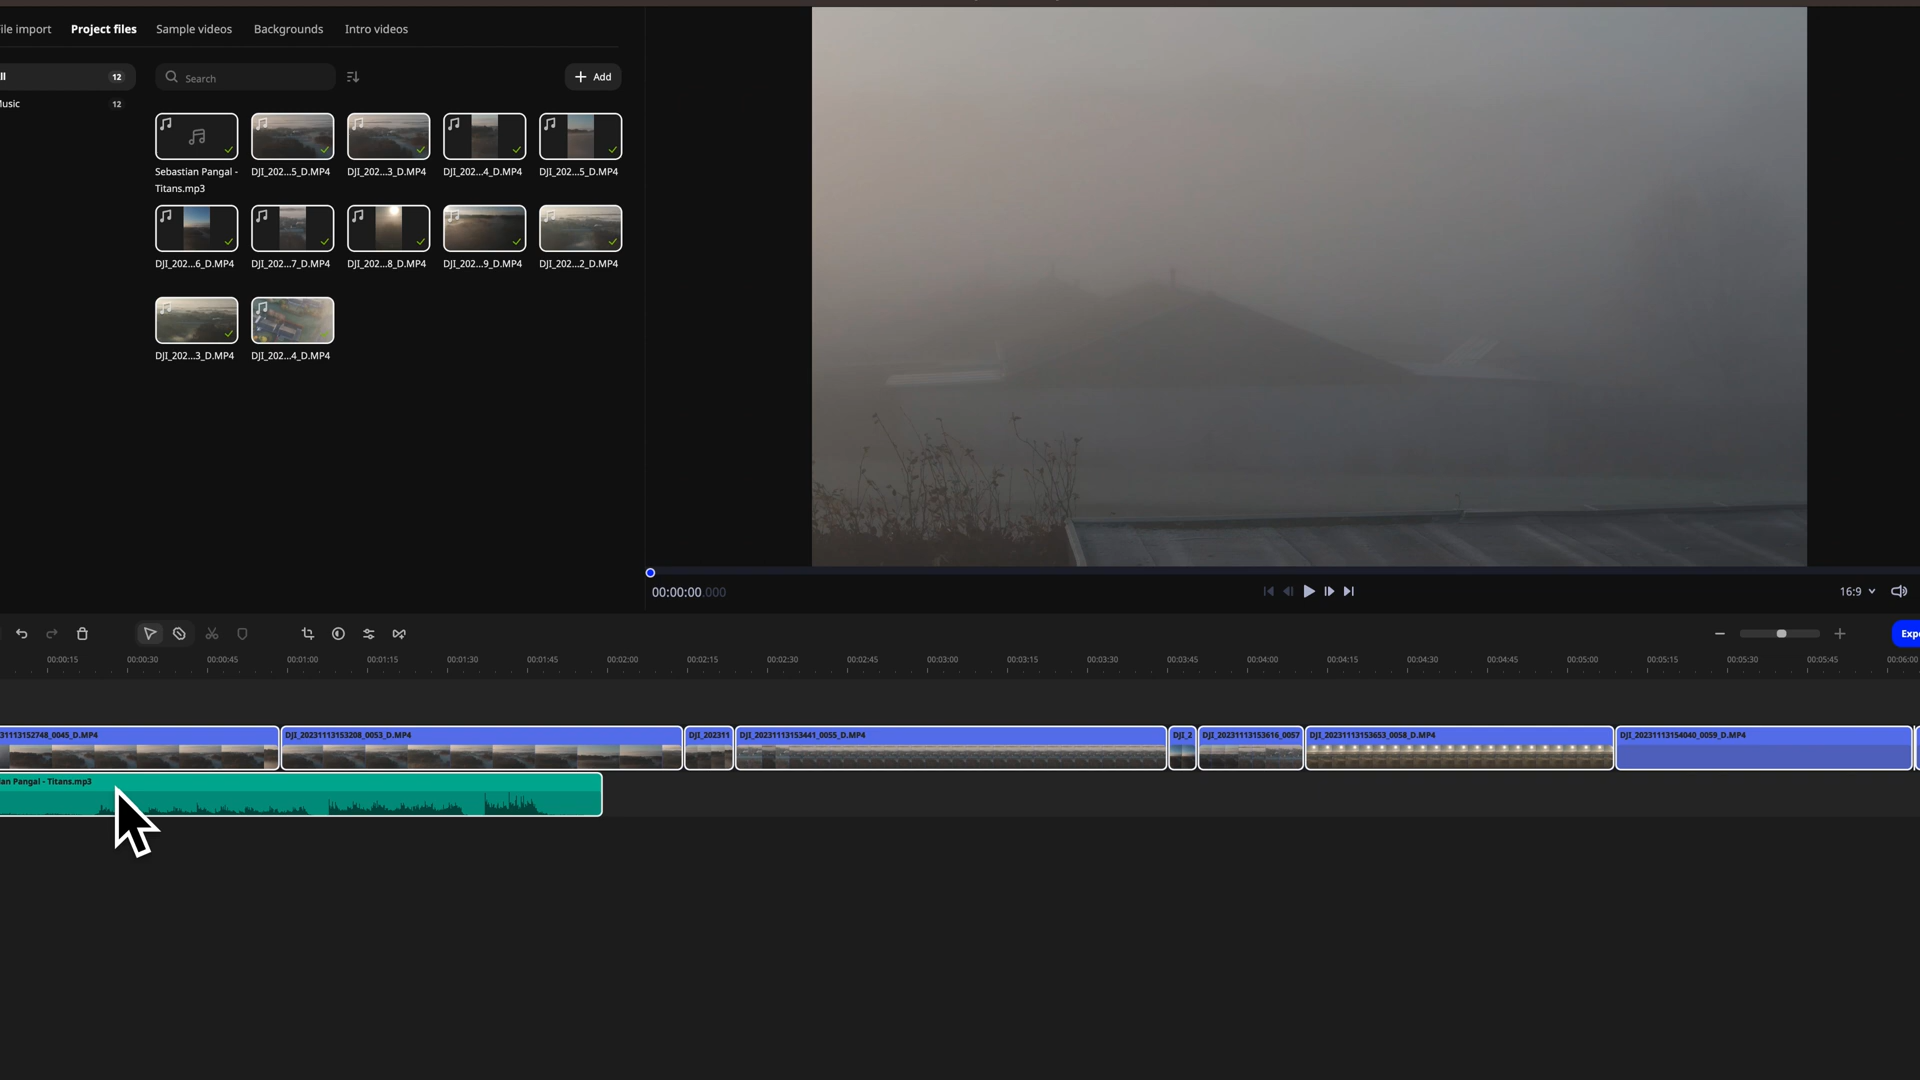 ile import Project files Sample videos Backgrounds Intro videos
ll 12
Search
Add
Music 12
Sebastian Pangal -
Titans.mp3
DJI_202...5_D.MP4
DJI_202...3_D.MP4
DJI_202...4_D.MP4
DJI_202...5_D.MP4
DJI_202...6_D.MP4
DJI_202...7_D.MP4
DJI_202...8_D.MP4
DJI_202...9_D.MP4
DJI_202...2_D.MP4
DJI_202...3_D.MP4
DJI_202...4_D.MP4
00:00:00.000
16:9
Expo
00:00:15 00:00:30 00:00:45 00:01:00 00:01:15 00:01:30 00:01:45 00:02:00 00:02:15 00:02:30 00:02:45 00:03:00 00:03:15 00:03:30 00:03:45 00:04:00 00:04:15 00:04:30 00:04:45 00:05:00 00:05:15 00:05:30 00:05:45 00:06:00
31113152748_0045_D.MP4 DJI_20231113153208_0053_D.MP4 DJI_202311 DJI_20231113153441_0055_D.MP4 DJI_2 DJI_20231113153616_0057 DJI_20231113153653_0058_D.MP4 DJI_20231113154040_0059_D.MP4
ian Pangal - Titans.mp3